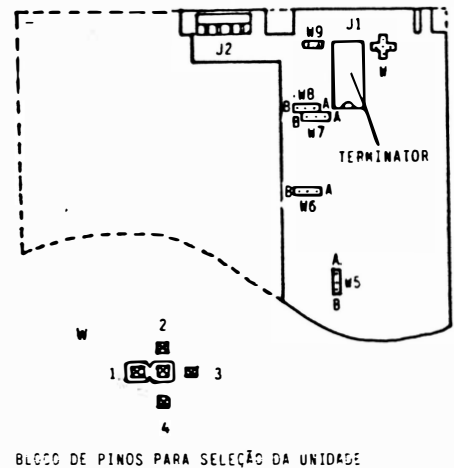 W9
J1
J2
W
W8
B A
B A
W7
TERMINATOR
B A
W6
A
W5
B
W
2
1
3
4
BLOCO DE PINOS PARA SELEÇÃO DA UNIDADE